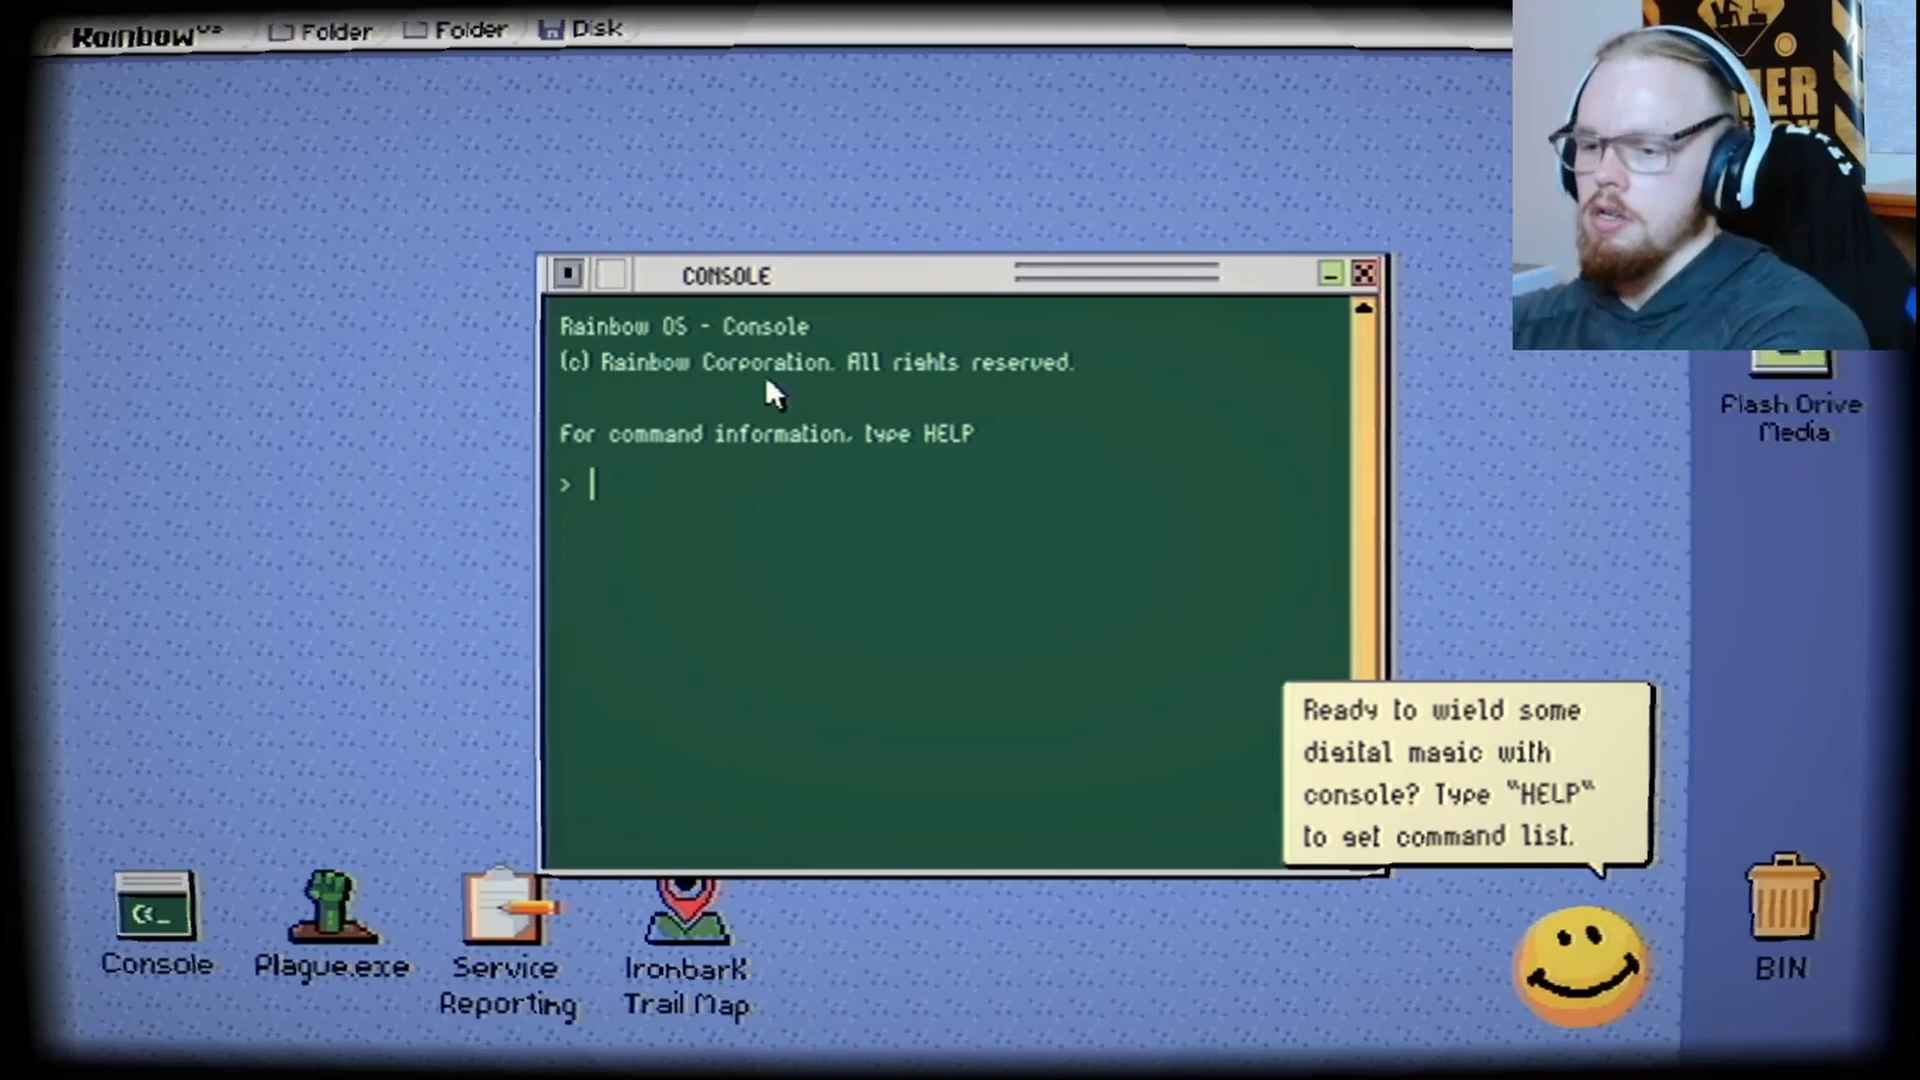 Rainbow OS
Folder
Folder
Disk
CONSOLE
Rainbow OS - Console
(c) Rainbow Corporation. All rights reserved.
For command information, type HELP
>
Ready to wield some
digital magic with
console? Type "HELP"
to get command list.
Flash Drive
Media
Console
Plague.exe
Service
Reporting
Ironbark
Trail Map
BIN